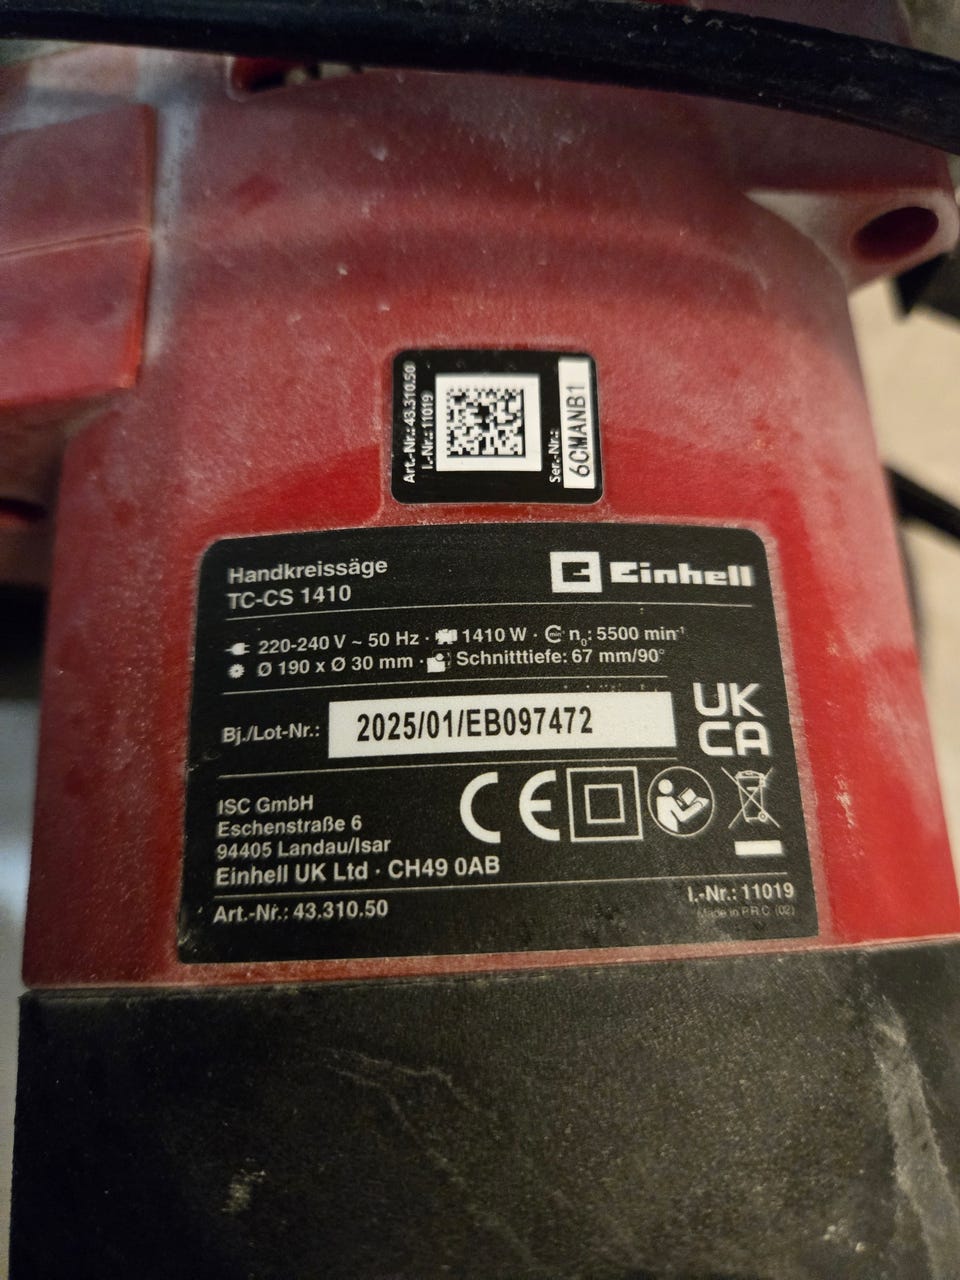 Art.-Nr.: 43.310.50
I.-Nr.: 11019
Ser.-Nr.:
6CMANB1
Handkreissäge
TC-CS 1410
Einhell
220-240 V ~ 50 Hz · 1410 W · n₀: 5500 min⁻¹
Ø 190 x Ø 30 mm · Schnitttiefe: 67 mm/90°
Bj./Lot-Nr.: 2025/01/EB097472
UK
CA
CE
ISC GmbH
Eschenstraße 6
94405 Landau/Isar
Einhell UK Ltd · CH49 0AB
Art.-Nr.: 43.310.50
I.-Nr.: 11019
Made in P.R.C. (02)